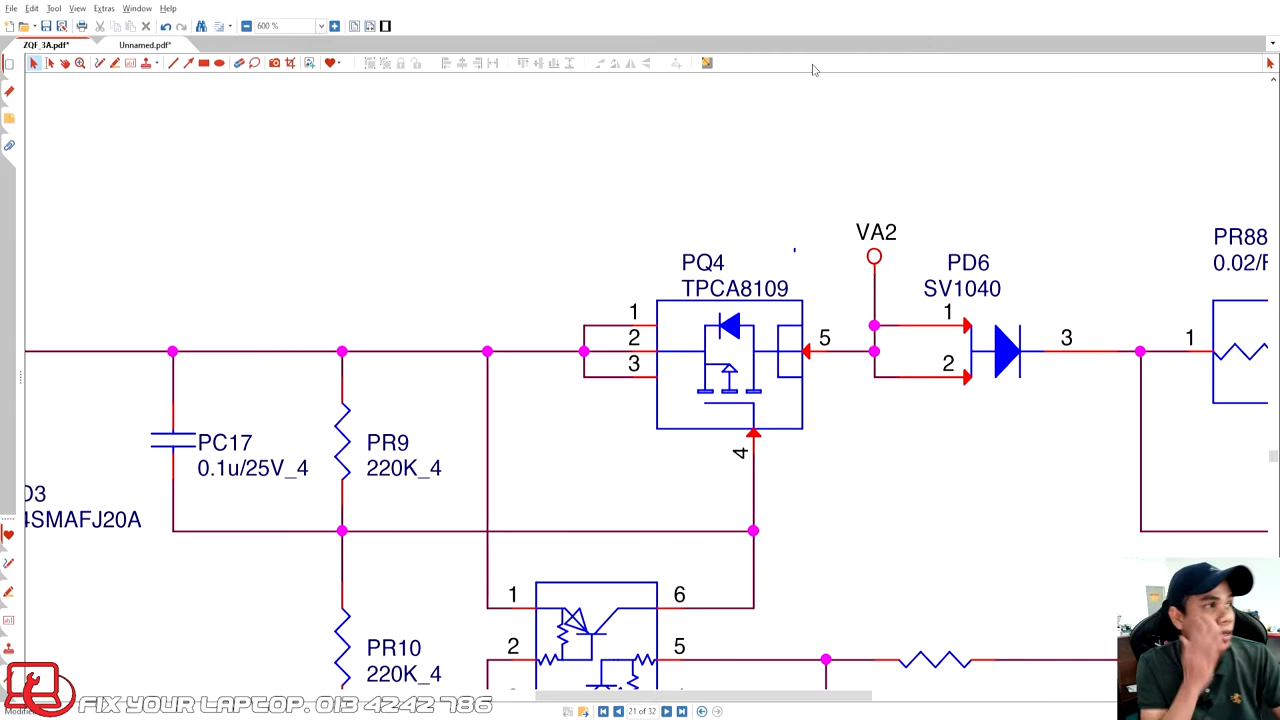 File Edit Tool View Extras Window Help
600 %
ZQF_3A.pdf* Unnamed.pdf*
VA2
PR88
0.02/F
PQ4
TPCA8109
PD6
SV1040
1
2
3
5
1
2
3
1
4
PC17
0.1u/25V_4
PR9
220K_4
D3
4SMAFJ20A
1
6
2
5
PR10
220K_4
FIX YOUR LAPTOP. 013 4242 786
21 of 32